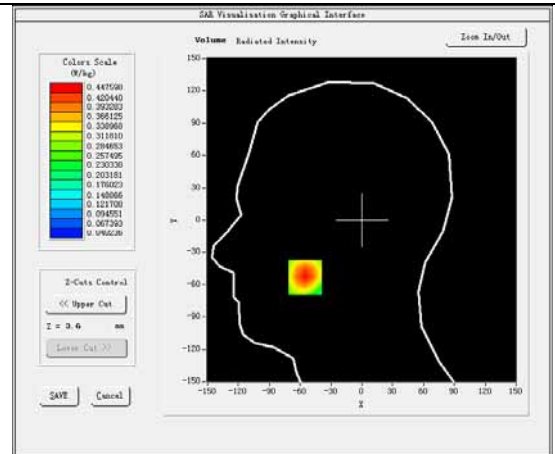 SAR Visualisation Graphical Interface
Volume Radiated Intensity
Zoom In/Out
Colors Scale
(W/kg)
0.447598
0.420440
0.393283
0.366125
0.338968
0.311810
0.284653
0.257495
0.230338
0.203181
0.176023
0.148866
0.121708
0.094551
0.067393
0.040236
150
120
90
60
30
0
-30
-60
-90
-120
-150
Y
-150 -120 -90 -60 -30 0 30 60 90 120 150
X
Z-Cuts Control
<< Upper Cut
Z = 3.6 mm
Lower Cut >>
SAVE Cancel